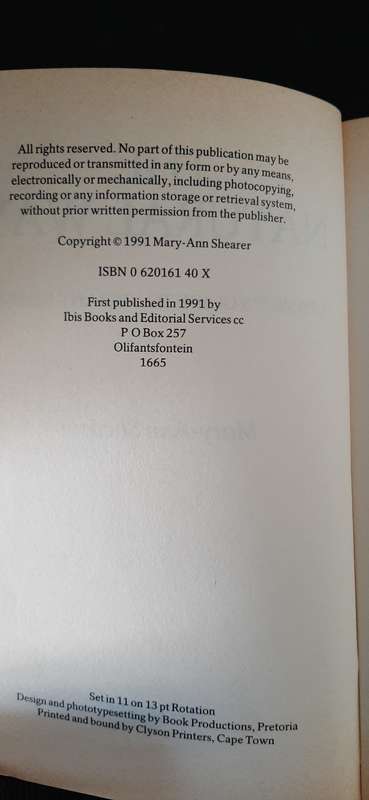 All rights reserved. No part of this publication may be
reproduced or transmitted in any form or by any means,
electronically or mechanically, including photocopying,
recording or any information storage or retrieval system,
without prior written permission from the publisher.
Copyright © 1991 Mary-Ann Shearer
ISBN 0 620161 40 X
First published in 1991 by
Ibis Books and Editorial Services cc
P O Box 257
Olifantsfontein
1665
Set in 11 on 13 pt Rotation
Design and phototypesetting by Book Productions, Pretoria
Printed and bound by Clyson Printers, Cape Town